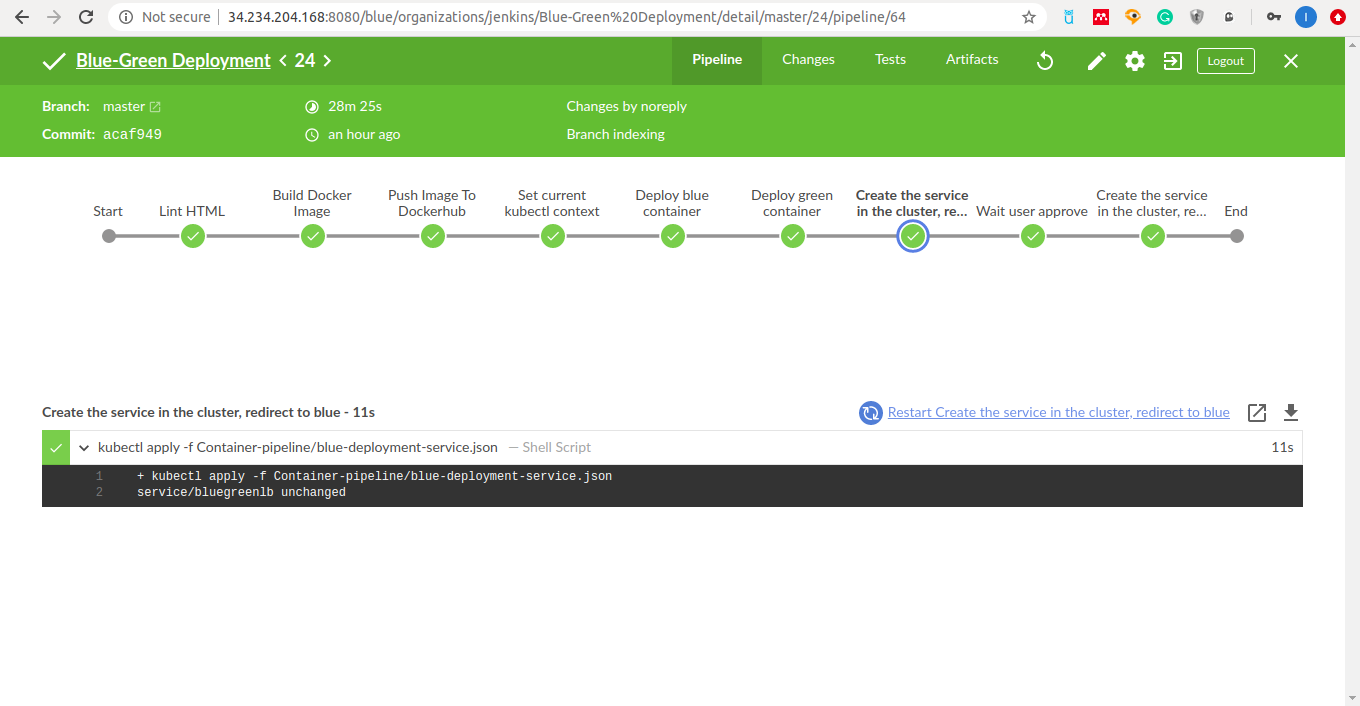 Not secure 34.234.204.168:8080/blue/organizations/jenkins/Blue-Green%20Deployment/detail/master/24/pipeline/64
Blue-Green Deployment < 24 >
Pipeline Changes Tests Artifacts Logout
Branch: master 28m 25s Changes by noreply
Commit: acaf949 an hour ago Branch indexing
Start
Lint HTML
Build Docker
Image
Push Image To
Dockerhub
Set current
kubectl context
Deploy blue
container
Deploy green
container
Create the service
in the cluster, re...
Wait user approve
Create the service
in the cluster, re...
End
Create the service in the cluster, redirect to blue - 11s
Restart Create the service in the cluster, redirect to blue
kubectl apply -f Container-pipeline/blue-deployment-service.json — Shell Script 11s
1 + kubectl apply -f Container-pipeline/blue-deployment-service.json
2 service/bluegreenlb unchanged